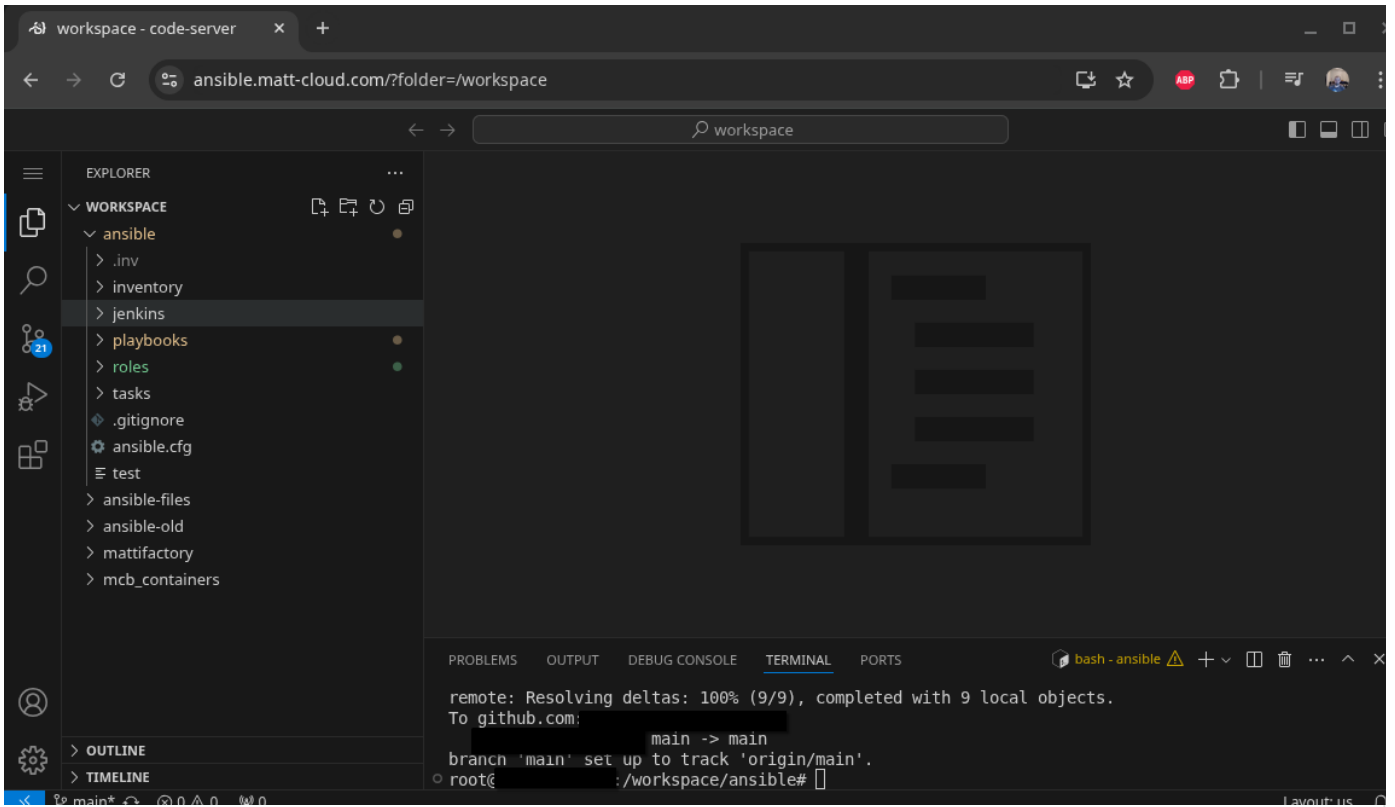 workspace - code-server
ansible.matt-cloud.com/?folder=/workspace
ABP
workspace
EXPLORER
WORKSPACE
ansible
.inv
inventory
jenkins
playbooks
21
roles
tasks
.gitignore
ansible.cfg
test
ansible-files
ansible-old
mattifactory
mcb_containers
PROBLEMS OUTPUT DEBUG CONSOLE TERMINAL PORTS
bash - ansible
remote: Resolving deltas: 100% (9/9), completed with 9 local objects.
To github.com:
main -> main
branch 'main' set up to track 'origin/main'.
root@ :/workspace/ansible#
OUTLINE
TIMELINE
main* 0 0 0
Layout: us